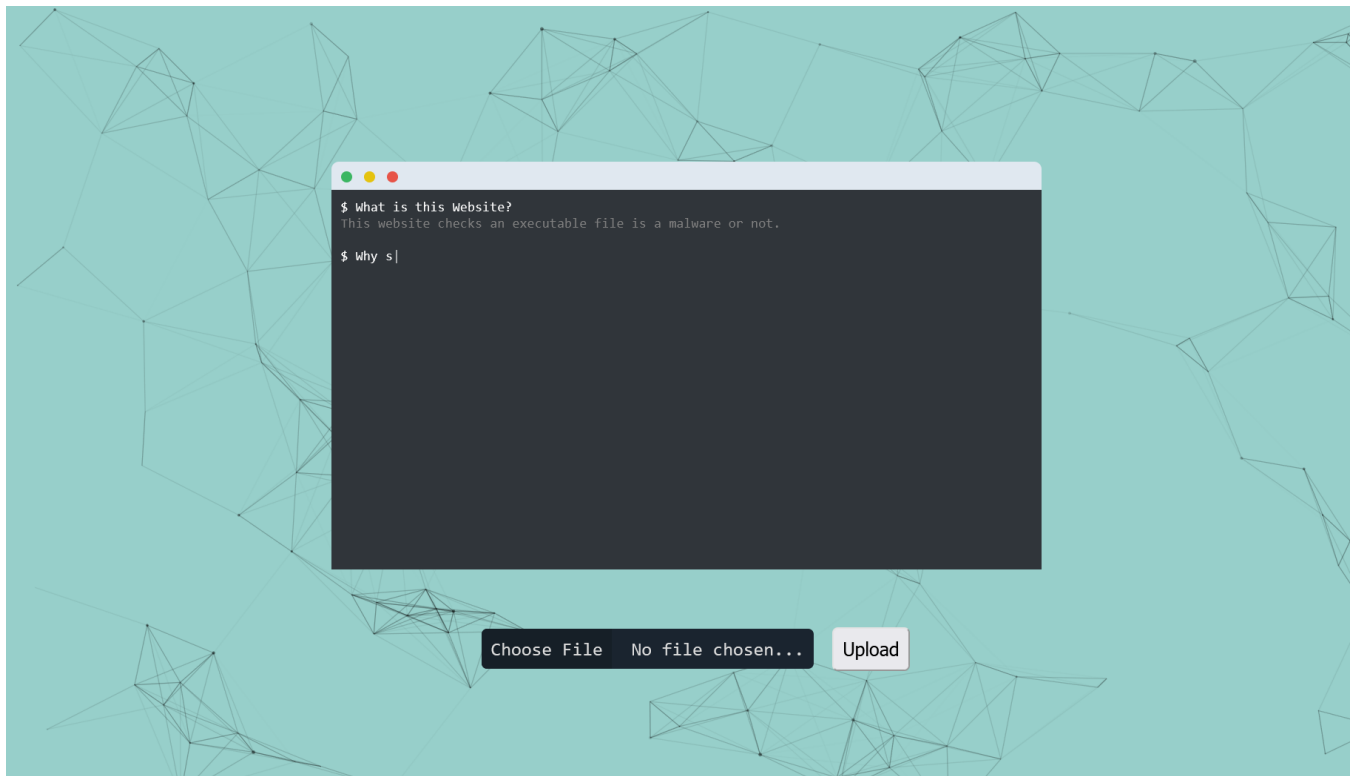 $ What is this Website?
This website checks an executable file is a malware or not.
$ Why s|
Choose File No file chosen... Upload